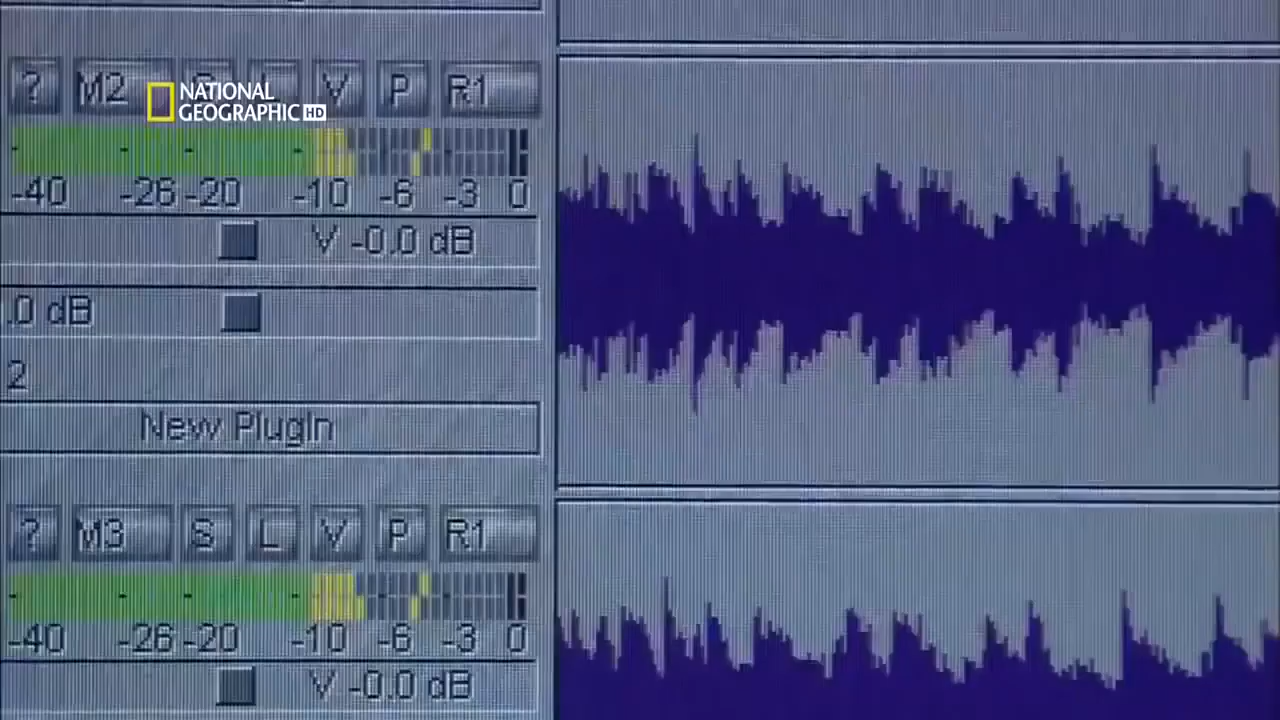 ? M2 S L V P R1
NATIONAL
GEOGRAPHIC HD
-40 -26 -20 -10 -6 -3 0
V -0.0 dB
.0 dB
2
New PlugIn
? M3 S L V P R1
-40 -26 -20 -10 -6 -3 0
V -0.0 dB